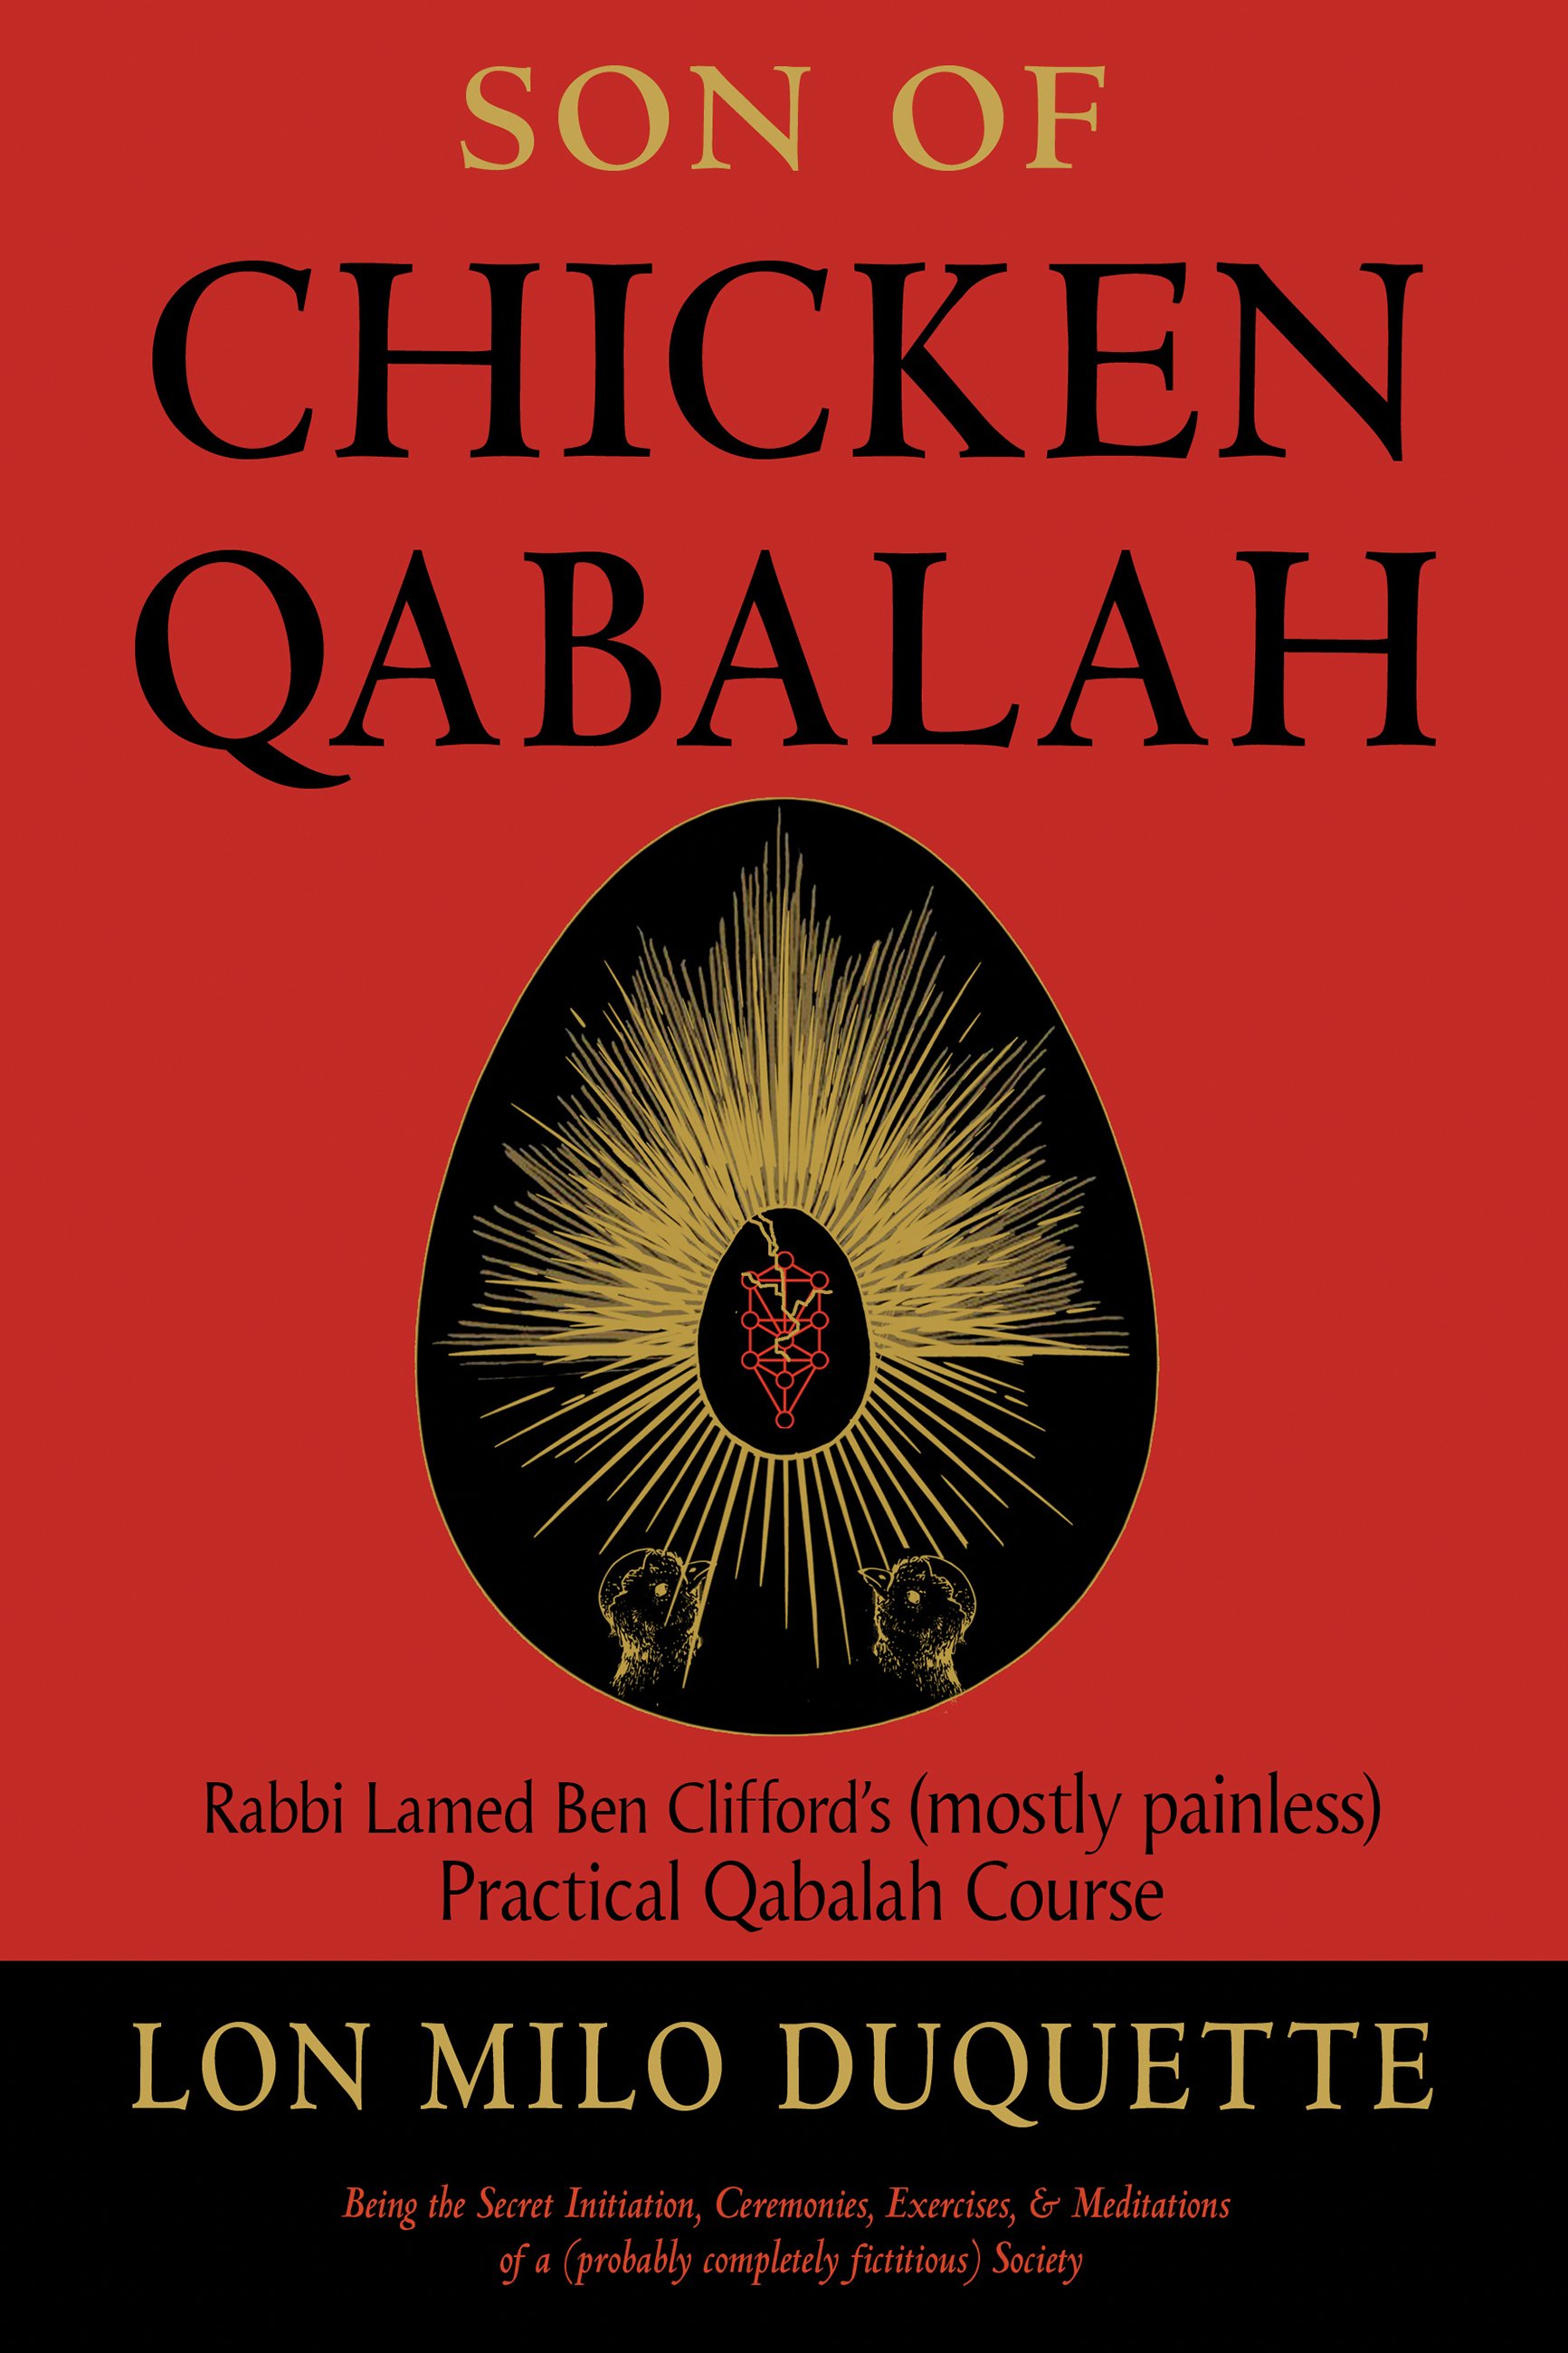 SON OF
CHICKEN
QABALAH
Rabbi Lamed Ben Clifford’s (mostly painless)
Practical Qabalah Course
LON MILO DUQUETTE
Being the Secret Initiation, Ceremonies, Exercises, & Meditations
of a (probably completely fictitious) Society